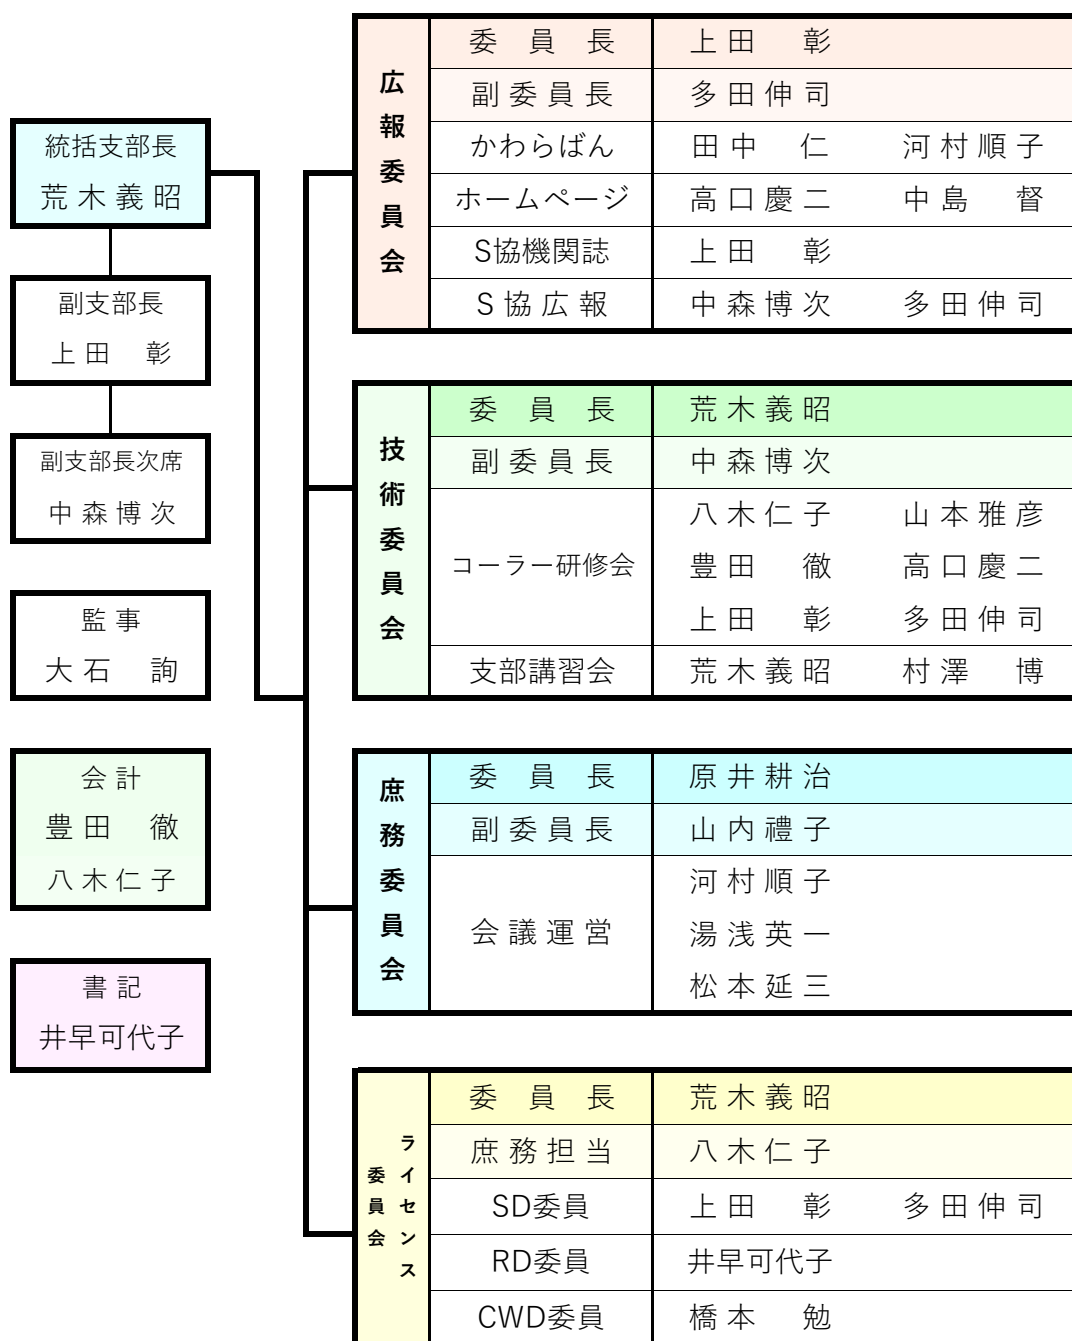 統括支部長
荒木義昭
副支部長
上田 彰
副支部長次席
中森博次
監事
大石 詢
会計
豊田 徹
八木仁子
書記
井早可代子
広報委員会
委員長 上田 彰
副委員長 多田伸司
かわらばん 田中 仁 河村順子
ホームページ 高口慶二 中島 督
S協機関誌 上田 彰
S協広報 中森博次 多田伸司
技術委員会
委員長 荒木義昭
副委員長 中森博次
コーラー研修会
八木仁子 山本雅彦
豊田 徹 高口慶二
上田 彰 多田伸司
支部講習会 荒木義昭 村澤 博
庶務委員会
委員長 原井耕治
副委員長 山内禮子
会議運営
河村順子
湯浅英一
松本延三
ライセンス
委員会
委員長 荒木義昭
庶務担当 八木仁子
SD委員 上田 彰 多田伸司
RD委員 井早可代子
CWD委員 橋本 勉